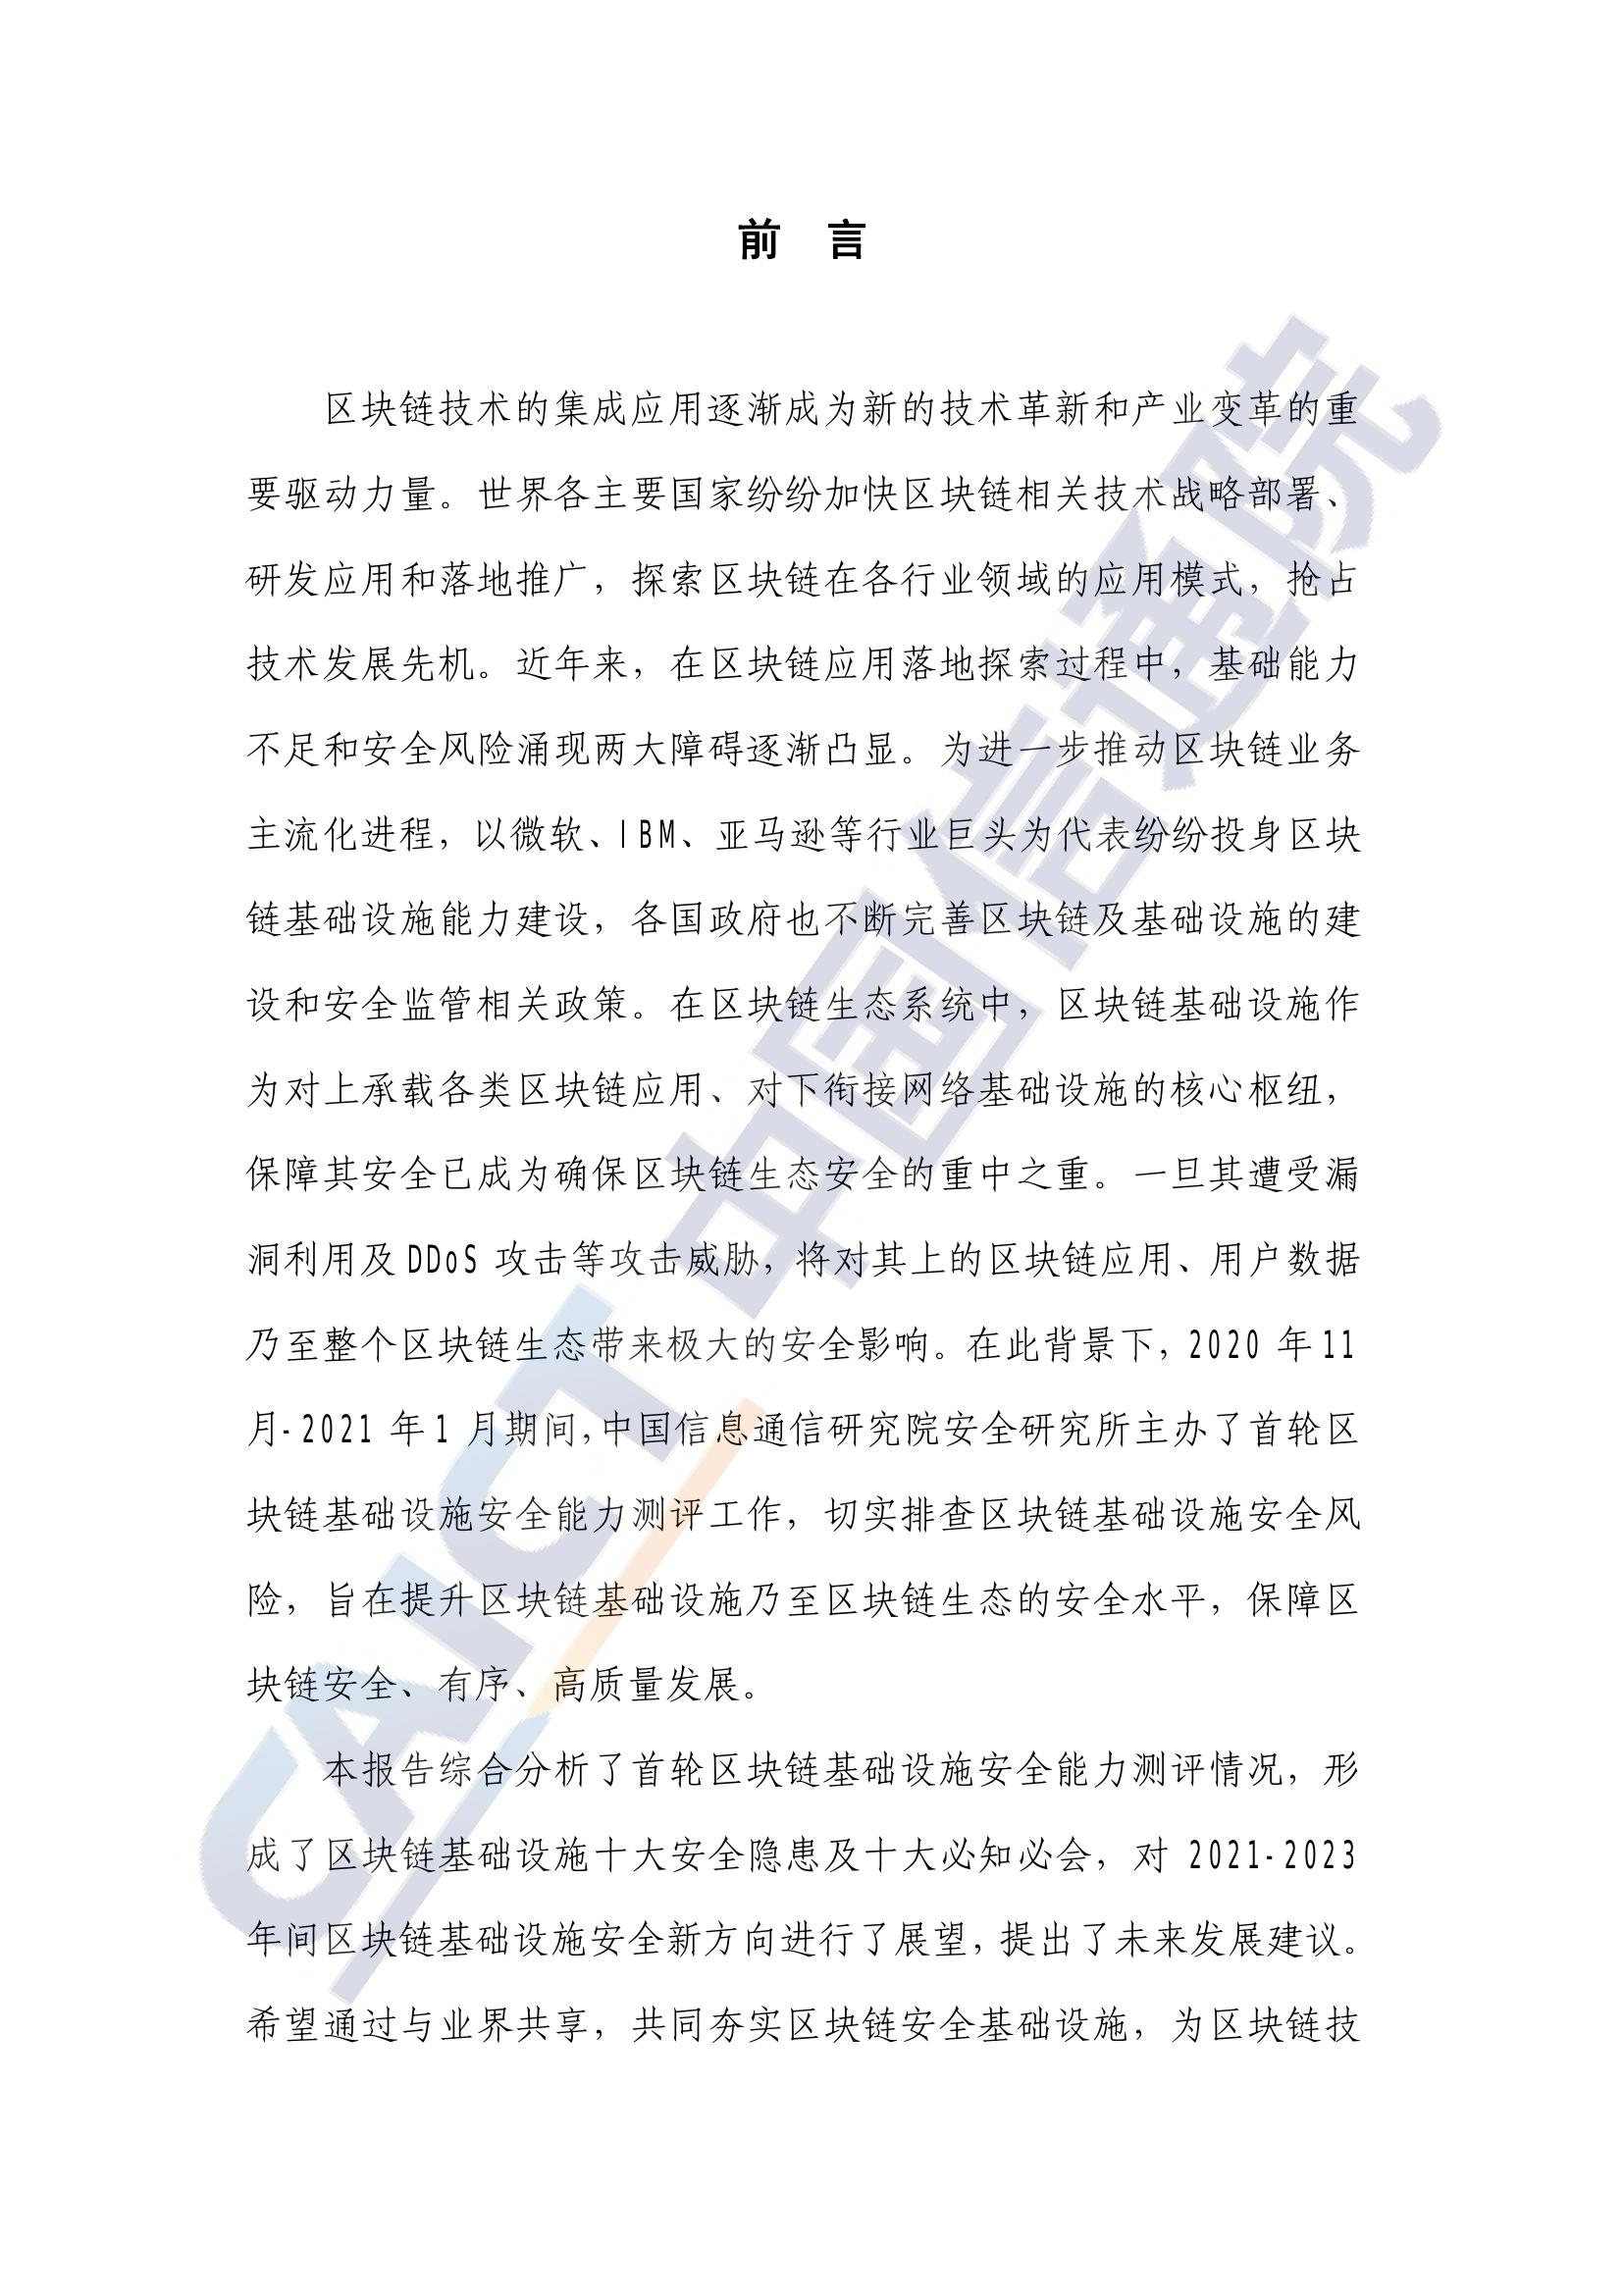 前 言
区块链技术的集成应用逐渐成为新的技术革新和产业变革的重
要驱动力量。世界各主要国家纷纷加快区块链相关技术战略部署、
研发应用和落地推广，探索区块链在各行业领域的应用模式，抢占
技术发展先机。近年来，在区块链应用落地探索过程中，基础能力
不足和安全风险涌现两大障碍逐渐凸显。为进一步推动区块链业务
主流化进程，以微软、IBM、亚马逊等行业巨头为代表纷纷投身区块
链基础设施能力建设，各国政府也不断完善区块链及基础设施的建
设和安全监管相关政策。在区块链生态系统中，区块链基础设施作
为对上承载各类区块链应用、对下衔接网络基础设施的核心枢纽，
保障其安全已成为确保区块链生态安全的重中之重。一旦其遭受漏
洞利用及 DDoS 攻击等攻击威胁，将对其上的区块链应用、用户数据
乃至整个区块链生态带来极大的安全影响。在此背景下，2020 年 11
月-2021 年 1 月期间，中国信息通信研究院安全研究所主办了首轮区
块链基础设施安全能力测评工作，切实排查区块链基础设施安全风
险，旨在提升区块链基础设施乃至区块链生态的安全水平，保障区
块链安全、有序、高质量发展。
本报告综合分析了首轮区块链基础设施安全能力测评情况，形
成了区块链基础设施十大安全隐患及十大必知必会，对 2021-2023
年间区块链基础设施安全新方向进行了展望，提出了未来发展建议。
希望通过与业界共享，共同夯实区块链安全基础设施，为区块链技
CAICT 中国信通院